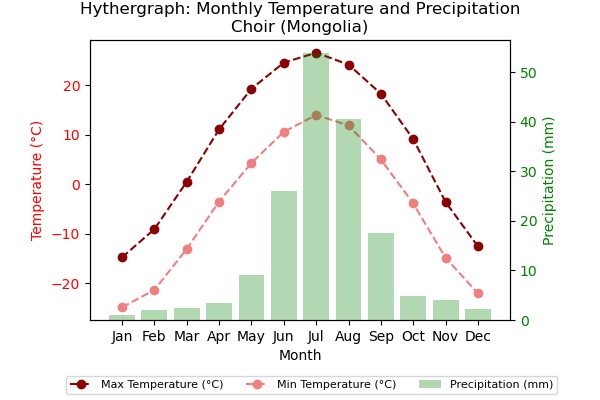 Hythergraph: Monthly Temperature and Precipitation
Choir (Mongolia)
Temperature (°C)
20
10
0
−10
−20
50
40
30
20
10
0
Precipitation (mm)
Jan Feb Mar Apr May Jun Jul Aug Sep Oct Nov Dec
Month
Max Temperature (°C) Min Temperature (°C) Precipitation (mm)